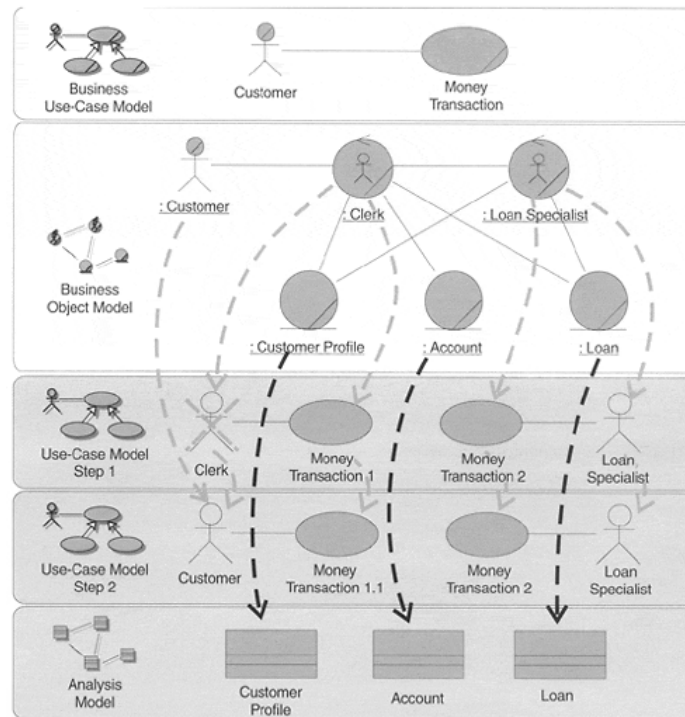 Business
Use-Case Model
Customer
Money
Transaction
: Customer
: Clerk
: Loan Specialist
Business
Object Model
: Customer Profile
: Account
: Loan
Use-Case Model
Step 1
Clerk
Money
Transaction 1
Money
Transaction 2
Loan
Specialist
Use-Case Model
Step 2
Customer
Money
Transaction 1.1
Money
Transaction 2
Loan
Specialist
Analysis
Model
Customer
Profile
Account
Loan